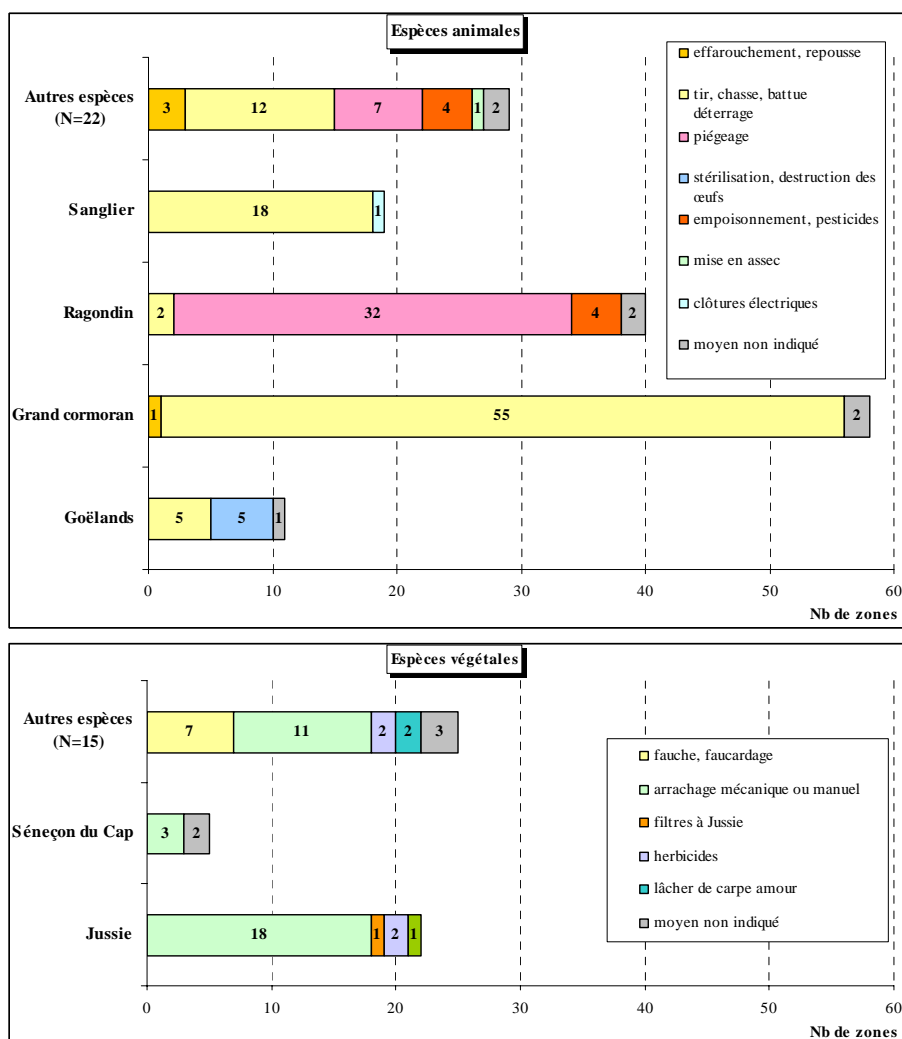 Espèces animales
Autres espèces
(N=22)
3
12
7
4
1
2
Sanglier
18
1
Ragondin
2
32
4
2
Grand cormoran
1
55
2
Goëlands
5
5
1
0
10
20
30
40
50
60
Nb de zones
effarouchement, repousse
tir, chasse, battue
déterrage
piégeage
stérilisation, destruction des
œufs
empoisonnement, pesticides
mise en assec
clôtures électriques
moyen non indiqué
Espèces végétales
Autres espèces
(N=15)
7
11
2
2
3
Séneçon du Cap
3
2
Jussie
18
1
2
1
0
10
20
30
40
50
60
Nb de zones
fauche, faucardage
arrachage mécanique ou manuel
filtres à Jussie
herbicides
lâcher de carpe amour
moyen non indiqué